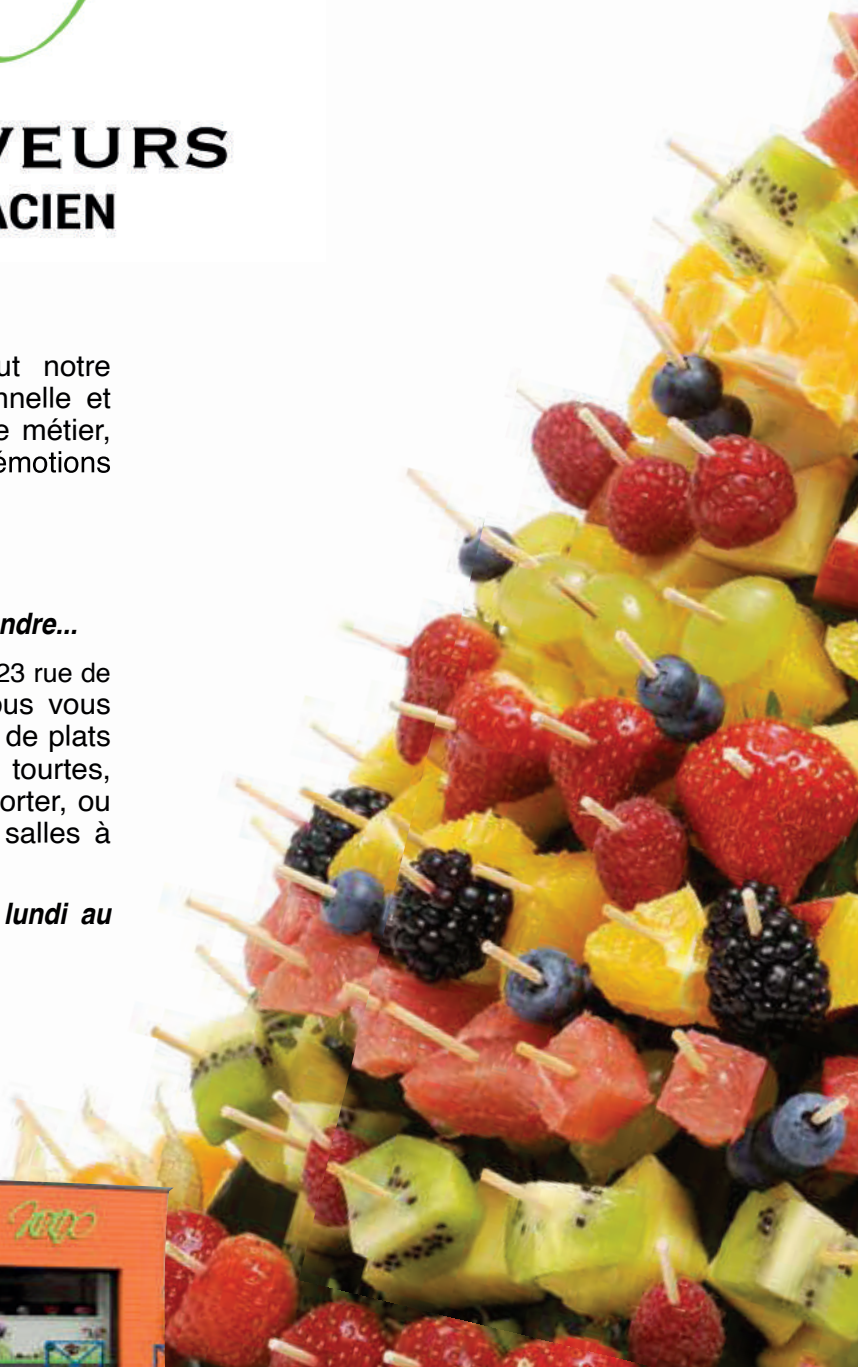 VEURS
ACIEN
ut notre
nnelle et
e métier,
émotions
ndre...
23 rue de
ous vous
de plats
tourtes,
orter, ou
salles à
lundi au